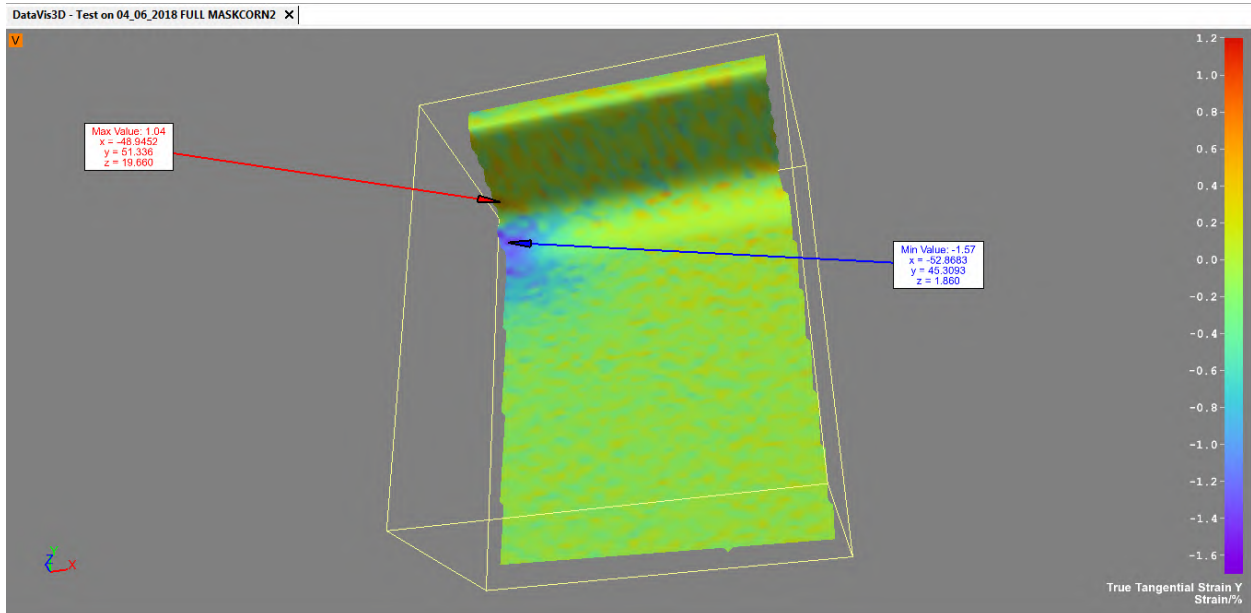 DataVis3D - Test on 04_06_2018 FULL MASKCORN2 X
V
Max Value: 1.04
x = -48.9452
y = 51.336
z = 19.660
Min Value: -1.57
x = -52.8683
y = 45.3093
z = 1.860
1.2
1.0
0.8
0.6
0.4
0.2
0.0
-0.2
-0.4
-0.6
-0.8
-1.0
-1.2
-1.4
-1.6
Y
Z
X
True Tangential Strain Y
Strain/%